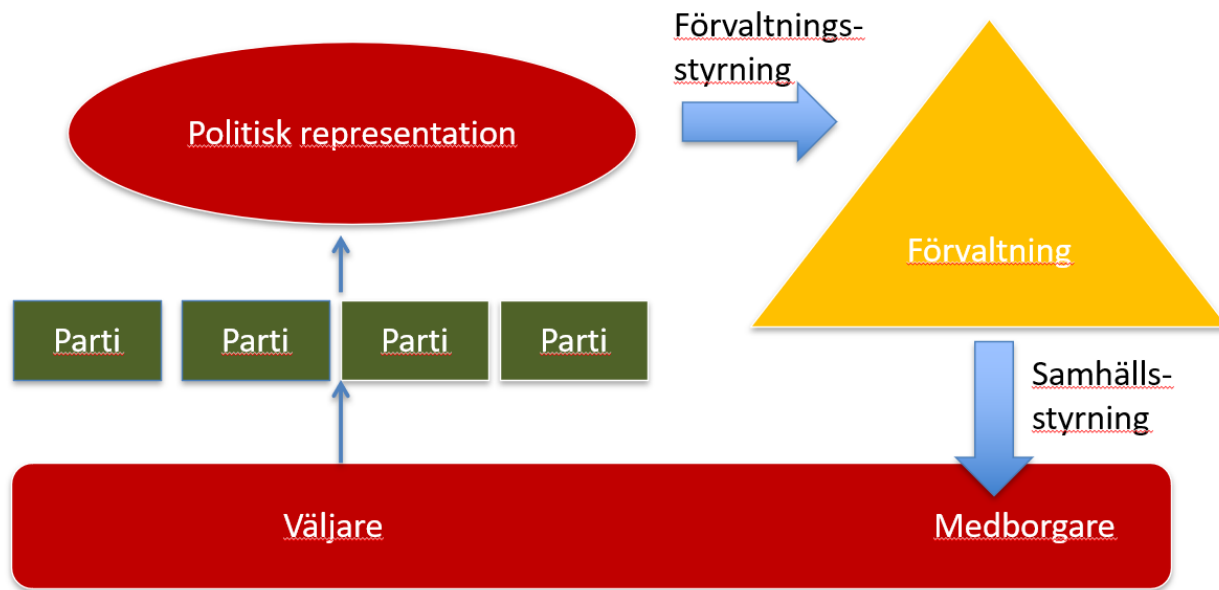 Förvaltnings-
styrning
Politisk representation
Förvaltning
Parti Parti Parti Parti
Samhälls-
styrning
Väljare Medborgare